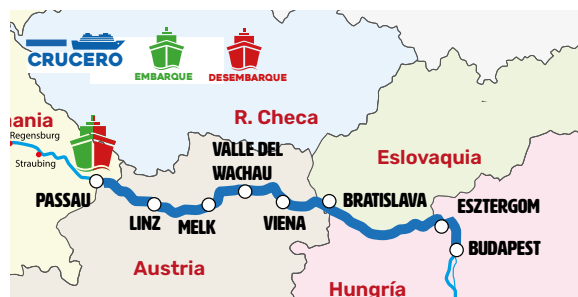 CRUCERO
EMBARQUE
DESEMBARQUE
R. Checa
ania
Regensburg
Straubing
VALLE DEL
WACHAU
Eslovaquia
PASSAU
LINZ
MELK
VIENA
BRATISLAVA
ESZTERGOM
BUDAPEST
Austria
Hungría